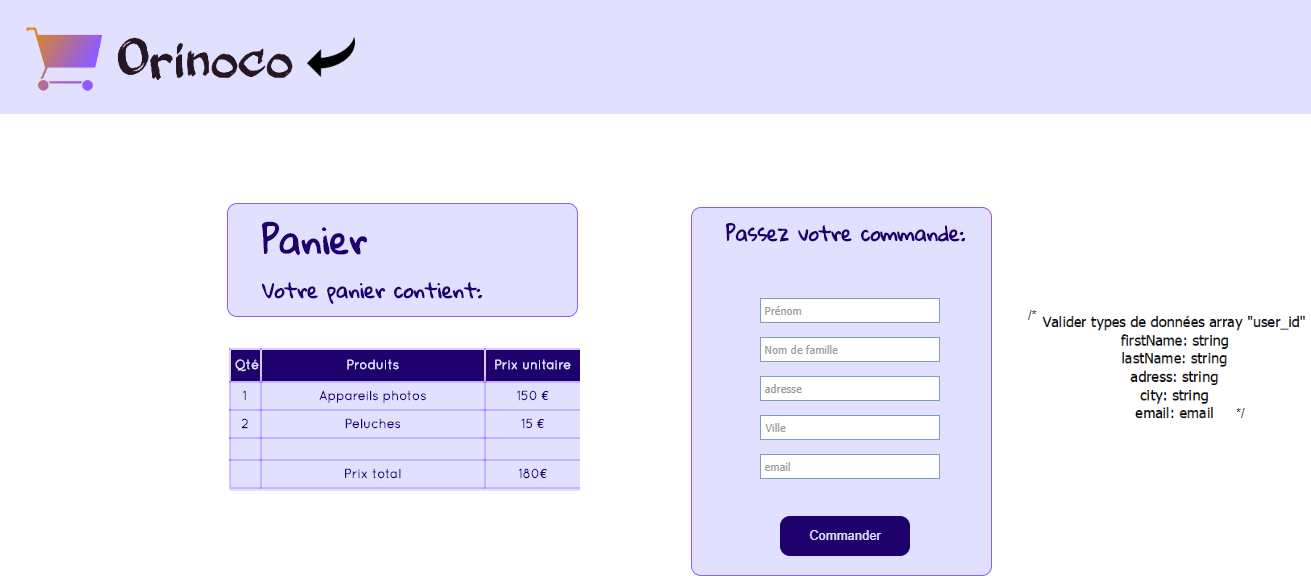 Orinoco
Panier
Votre panier contient:
Qté Produits Prix unitaire
1 Appareils photos 150 €
2 Peluches 15 €
Prix total 180€
Passez votre commande:
Prénom
Nom de famille
adresse
Ville
email
Commander
/* Valider types de données array "user_id"
firstName: string
lastName: string
adress: string
city: string
email: email */